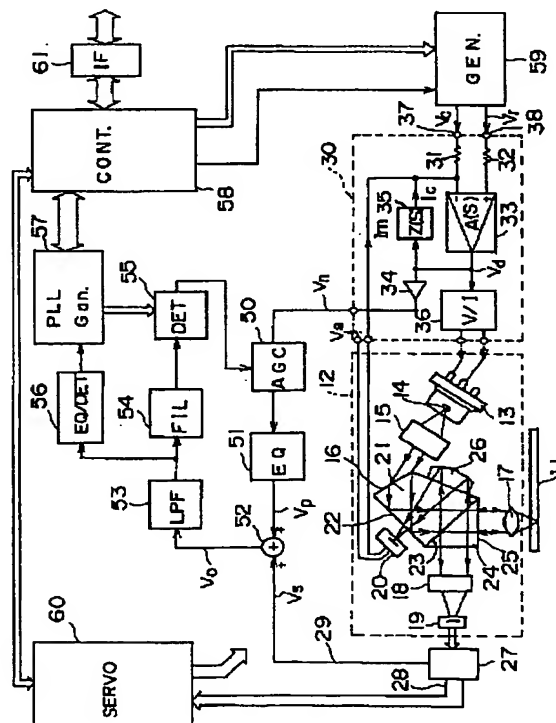 61
IF
CONT.
58
GEN.
59
57
PLL
Gan.
55
DET
56
EQ/DET
54
FIL
53
LPF
50
AGC
51
EQ
52
+
+
+
Vo
Vp
Vs
60
SERVO
29
28
27
30
37
38
Vc
Vr
31
32
33
A(S)
Im
35
Z(S)
Ic
34
Vn
Va
Vd
36
V/I
12
13
14
15
16
21
22
26
20
23
24
25
17
18
19